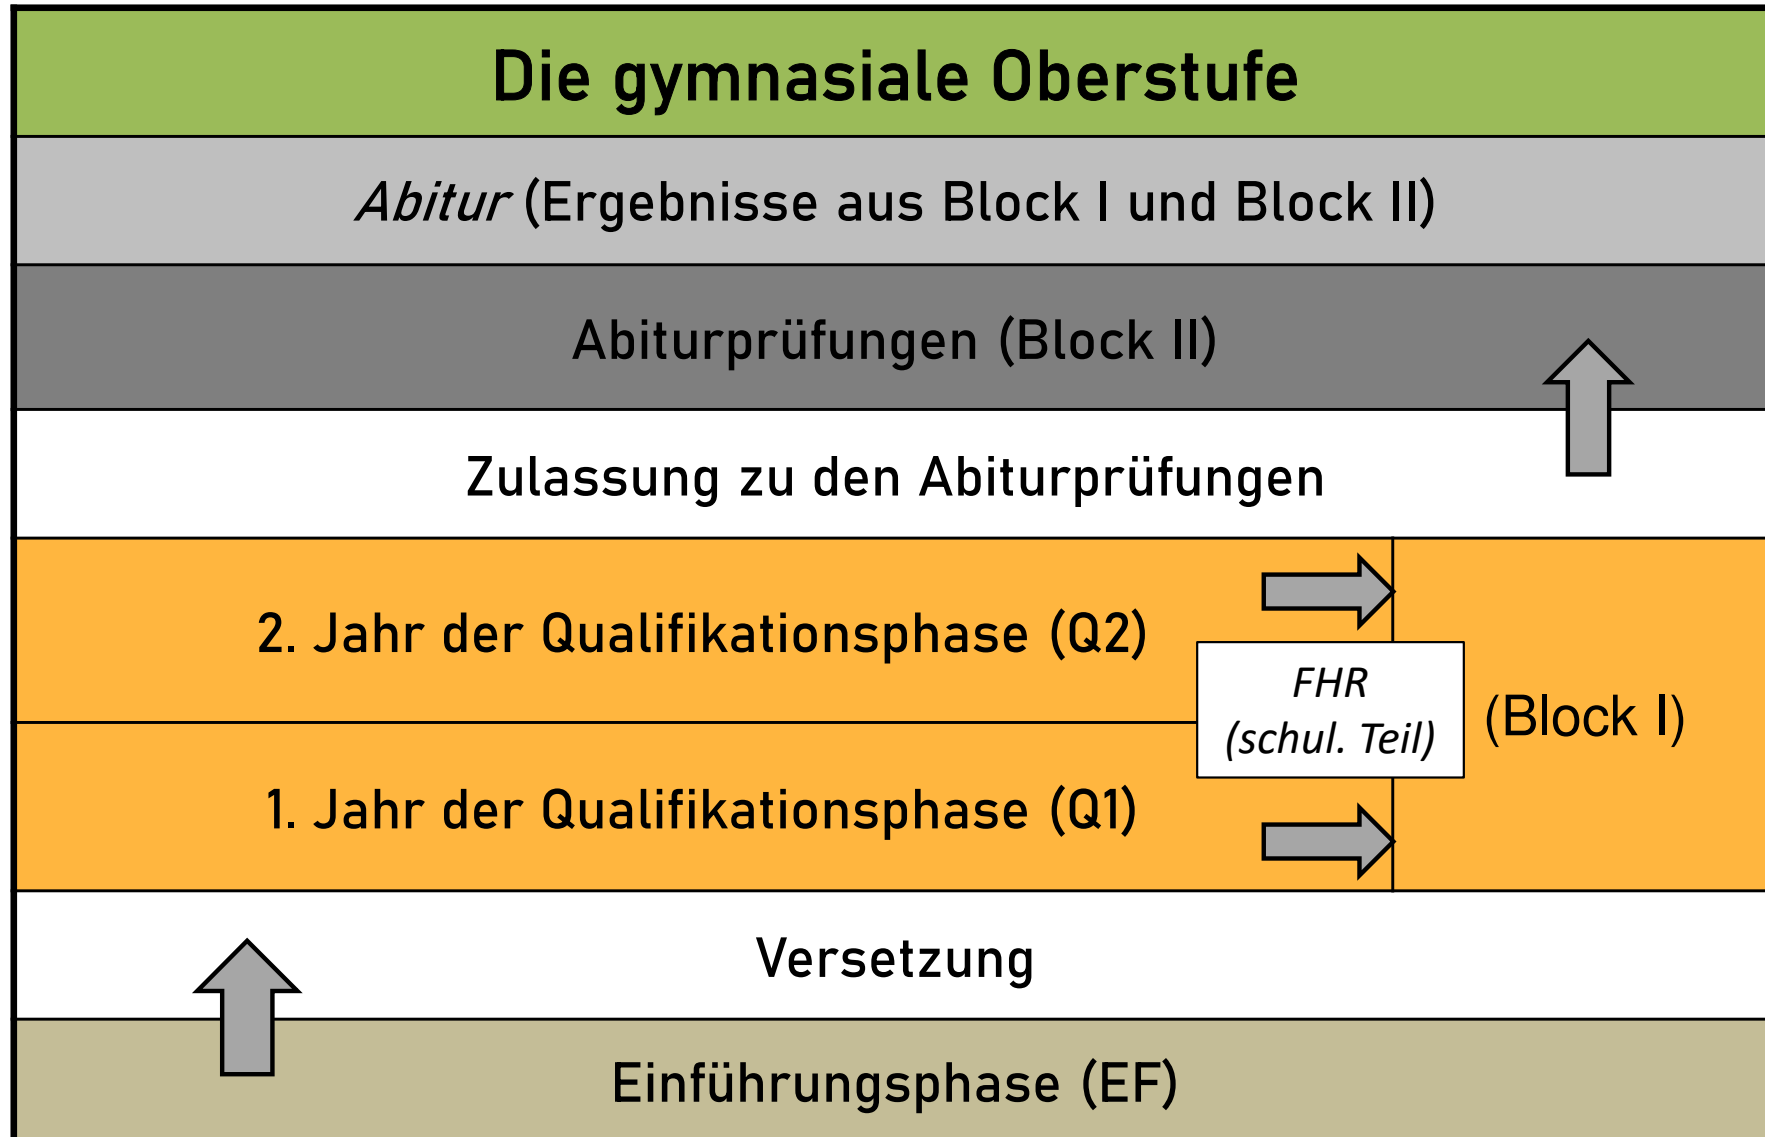 Die gymnasiale Oberstufe
Abitur (Ergebnisse aus Block I und Block II)
Abiturprüfungen (Block II)
Zulassung zu den Abiturprüfungen
2. Jahr der Qualifikationsphase (Q2)
FHR
(schul. Teil)
(Block I)
1. Jahr der Qualifikationsphase (Q1)
Versetzung
Einführungsphase (EF)